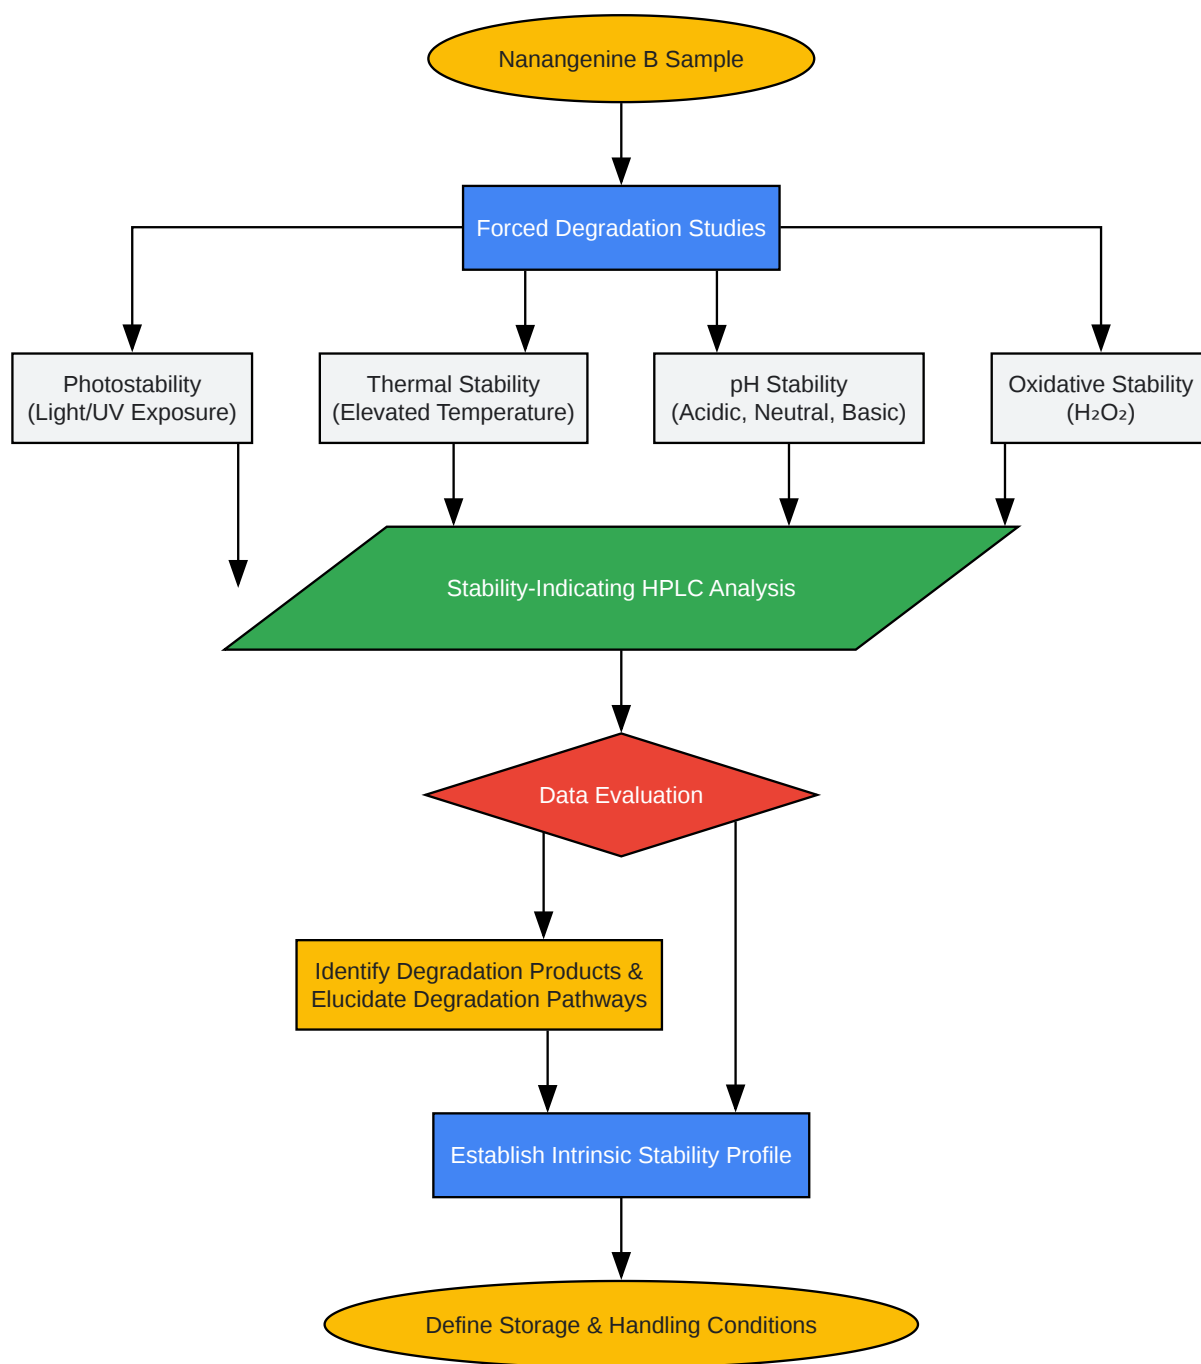 Nanangenine B Sample
Forced Degradation Studies
Photostability
(Light/UV Exposure)
Thermal Stability
(Elevated Temperature)
pH Stability
(Acidic, Neutral, Basic)
Oxidative Stability
(H₂O₂)
Stability-Indicating HPLC Analysis
Data Evaluation
Identify Degradation Products &
Elucidate Degradation Pathways
Establish Intrinsic Stability Profile
Define Storage & Handling Conditions